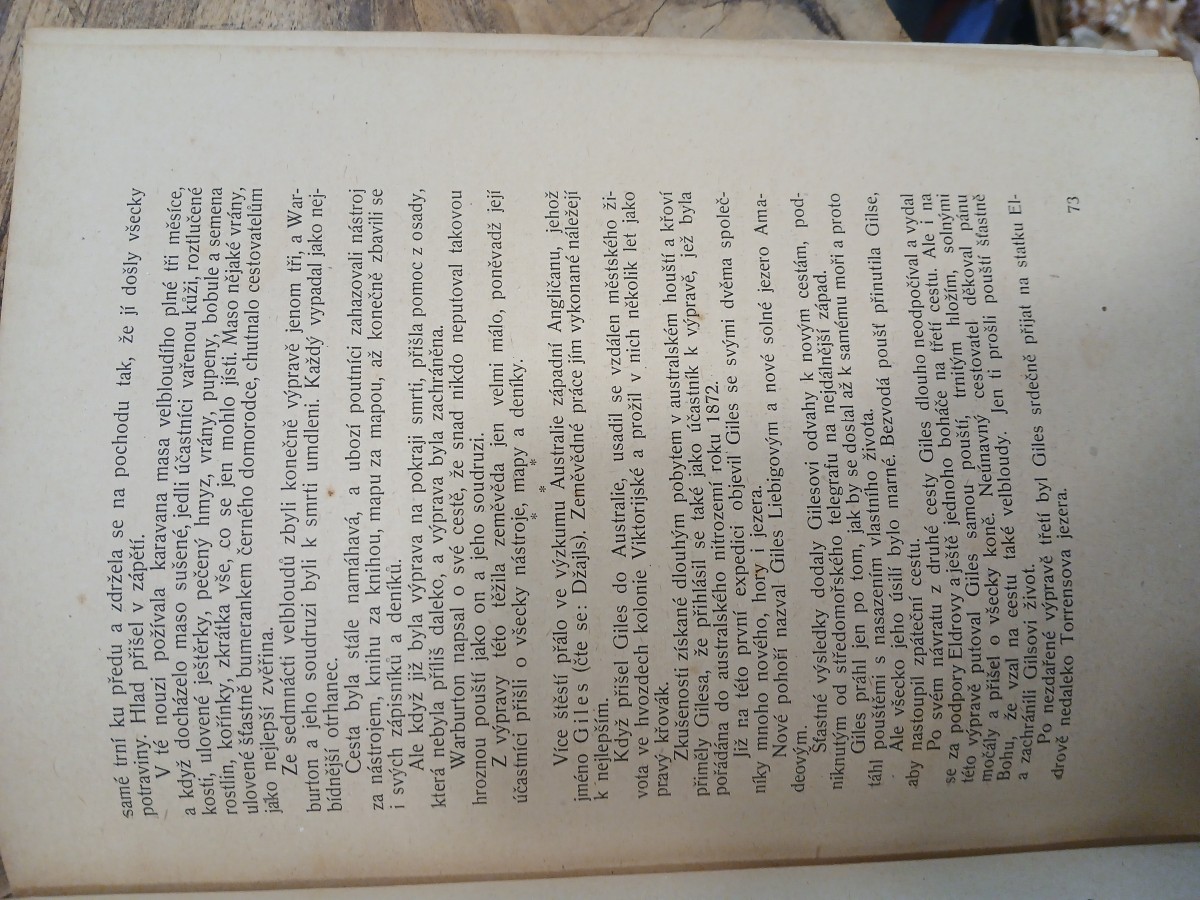 samé trní ku předu a zdržela se na pochodu tak, že jí došly všecky
potraviny. Hlad přišel v zápětí.
V té nouzi požívala karavana masa velbloudího plné tři měsíce,
a když docházelo maso sušené, jedli účastníci vařenou kůži, roztlučené
kosti, ulovené ještěrky, pečený hmyz, vrány, pupeny, bobule a semena
rostlin, kořínky, zkrátka vše, co se jen mohlo jísti. Maso nějaké vrány,
ulovené šťastně bumerankem černého domorodce, chutnalo cestovatelům
jako nejlepší zvěřina.
Ze sedmnácti velbloudů zbyli konečně výpravě jenom tři, a War-
burton a jeho soudruzi byli k smrti umdleni. Každý vypadal jako nej-
bídnější otrhanec.
Cesta byla stále namáhavá, a ubozí poutníci zahazovali nástroj
za nástrojem, knihu za knihou, mapu za mapou, až konečně zbavili se
i svých zápisníků a deníků.
Ale když již byla výprava na pokraji smrti, přišla pomoc z osady,
která nebyla příliš daleko, a výprava byla zachráněna.
Warburton napsal o své cestě, že snad nikdo neputoval takovou
hroznou pouští jako on a jeho soudruzi.
Z výpravy této těžila zeměvěda jen velmi málo, poněvadž její
účastníci přišli o všecky nástroje, mapy a deníky.
* * *
Více štěstí přálo ve výzkumu Australie západní Angličanu, jehož
jméno Giles (čte se: Džajls). Zeměvědné práce jím vykonané náležejí
k nejlepším.
Když přišel Giles do Australie, usadil se vzdálen městského ži-
vota ve hvozdech kolonie Viktorijské a prožil v nich několik let jako
pravý křovák.
Zkušenosti získané dlouhým pobytem v australském houští a křoví
přiměly Gilesa, že přihlásil se také jako účastník k výpravě, jež byla
pořádána do australského nitrozemí roku 1872.
Již na této první expedici objevil Giles se svými dvěma společ-
níky mnoho nového, hory i jezera.
Nové pohoří nazval Giles Liebigovým a nové solné jezero Ama-
deovým.
Šťastné výsledky dodaly Gilesovi odvahy k novým cestám, pod-
niknutým od středomořského telegrafu na nejdálnější západ.
Giles práhl jen po tom, jak by se dostal až k samému moři a proto
táhl pouštěmi s nasazením vlastního života.
Ale všecko jeho úsilí bylo marné. Bezvodá poušť přinutila Gilse,
aby nastoupil zpáteční cestu.
Po svém návratu z druhé cesty Giles dlouho neodpočíval a vydal
se za podpory Eldrovy a ještě jednoho boháče na třetí cestu. Ale i na
této výpravě putoval Giles samou pouští, trnitým hložím, solnými
močály a přišel o všecky koně. Neúnavný cestovatel děkoval pánu
Bohu, že vzal na cestu také velbloudy. Jen ti prošli pouští šťastně
a zachránili Gilsovi život.
Po nezdařené výpravě třetí byl Giles srdečně přijat na statku El-
drově nedaleko Torrensova jezera.
73